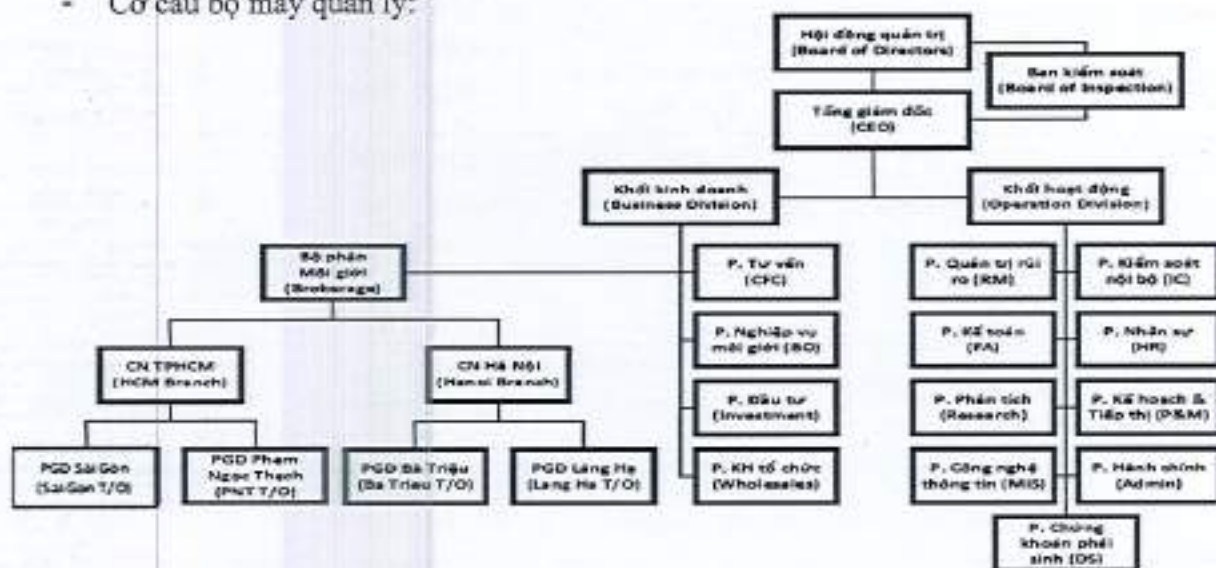 - Cơ cấu bộ máy quản lý:
Hội đồng quản trị
(Board of Directors)
Ban kiểm soát
(Board of Inspection)
Tổng giám đốc
(CEO)
Khối kinh doanh
(Business Division)
Khối hoạt động
(Operation Division)
Bộ phận
Môi giới
(Brokerage)
P. Tư vấn
(CFC)
P. Quản trị rủi
ro (RM)
P. Kiểm soát
nội bộ (IC)
P. Nghiệp vụ
môi giới (BO)
P. Kế toán
(FA)
P. Nhân sự
(HR)
CN TPHCM
(HCM Branch)
CN Hà Nội
(Hanoi Branch)
P. Đầu tư
(Investment)
P. Phân tích
(Research)
P. Kế hoạch &
Tiếp thị (P&M)
PGD Sài Gòn
(SaiGon T/O)
PGD Phạm
Ngọc Thạch
(PNT T/O)
PGD Bà Triệu
(Ba Trieu T/O)
PGD Láng Hạ
(Lang Ha T/O)
P. KH tổ chức
(Wholesales)
P. Công nghệ
thông tin (MIS)
P. Hành chính
(Admin)
P. Chứng
khoán phái
sinh (DS)